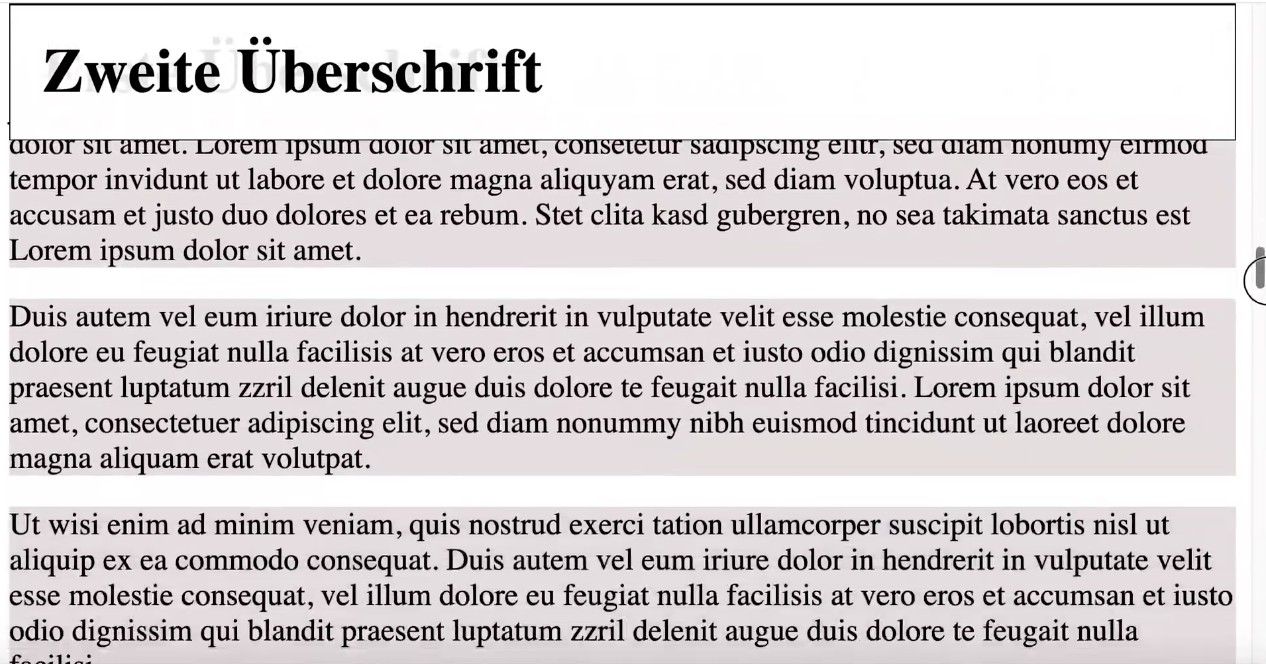 Zweite Überschrift
dolor sit amet. Lorem ipsum dolor sit amet, consetetur sadipscing elitr, sed diam nonumy eirmod
tempor invidunt ut labore et dolore magna aliquyam erat, sed diam voluptua. At vero eos et
accusam et justo duo dolores et ea rebum. Stet clita kasd gubergren, no sea takimata sanctus est
Lorem ipsum dolor sit amet.
Duis autem vel eum iriure dolor in hendrerit in vulputate velit esse molestie consequat, vel illum
dolore eu feugiat nulla facilisis at vero eros et accumsan et iusto odio dignissim qui blandit
praesent luptatum zzril delenit augue duis dolore te feugait nulla facilisi. Lorem ipsum dolor sit
amet, consectetuer adipiscing elit, sed diam nonummy nibh euismod tincidunt ut laoreet dolore
magna aliquam erat volutpat.
Ut wisi enim ad minim veniam, quis nostrud exerci tation ullamcorper suscipit lobortis nisl ut
aliquip ex ea commodo consequat. Duis autem vel eum iriure dolor in hendrerit in vulputate velit
esse molestie consequat, vel illum dolore eu feugiat nulla facilisis at vero eros et accumsan et iusto
odio dignissim qui blandit praesent luptatum zzril delenit augue duis dolore te feugait nulla